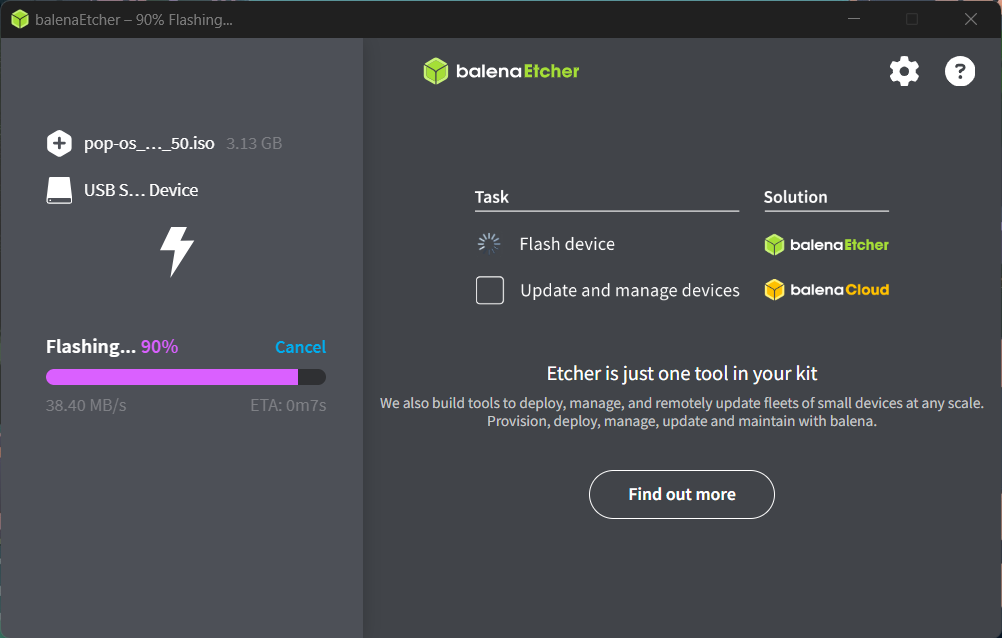 balenaEtcher – 90% Flashing...
balenaEtcher
pop-os_…_50.iso 3.13 GB
USB S… Device
Task Solution
Flash device balenaEtcher
Update and manage devices balenaCloud
Flashing... 90% Cancel
38.40 MB/s ETA: 0m7s
Etcher is just one tool in your kit
We also build tools to deploy, manage, and remotely update fleets of small devices at any scale.
Provision, deploy, manage, update and maintain with balena.
Find out more